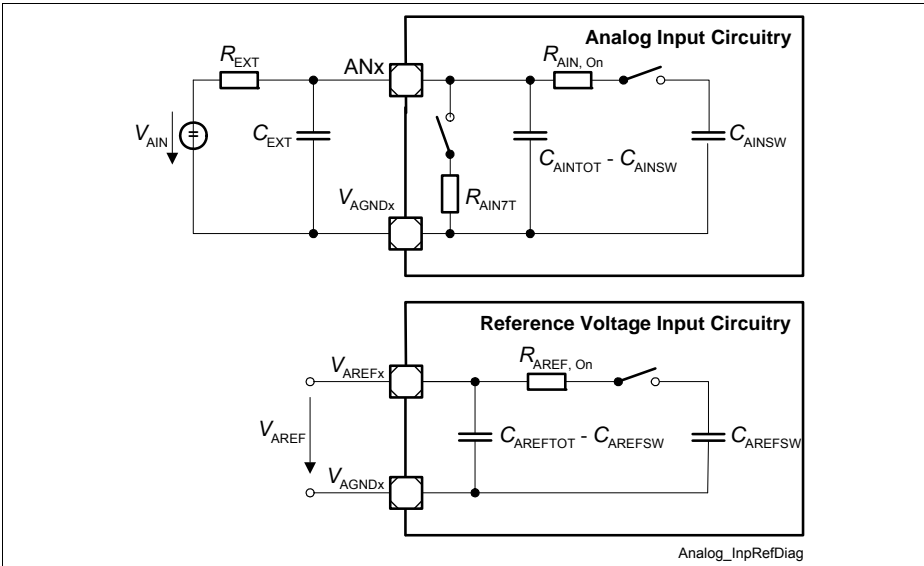 Analog Input Circuitry
R_EXT
ANx
R_AIN, On
V_AIN
C_EXT
C_AINTOT - C_AINSW
C_AINSW
V_AGNDx
R_AIN7T
Reference Voltage Input Circuitry
V_AREFx
R_AREF, On
V_AREF
C_AREFTOT - C_AREFSW
C_AREFSW
V_AGNDx
Analog_InpRefDiag